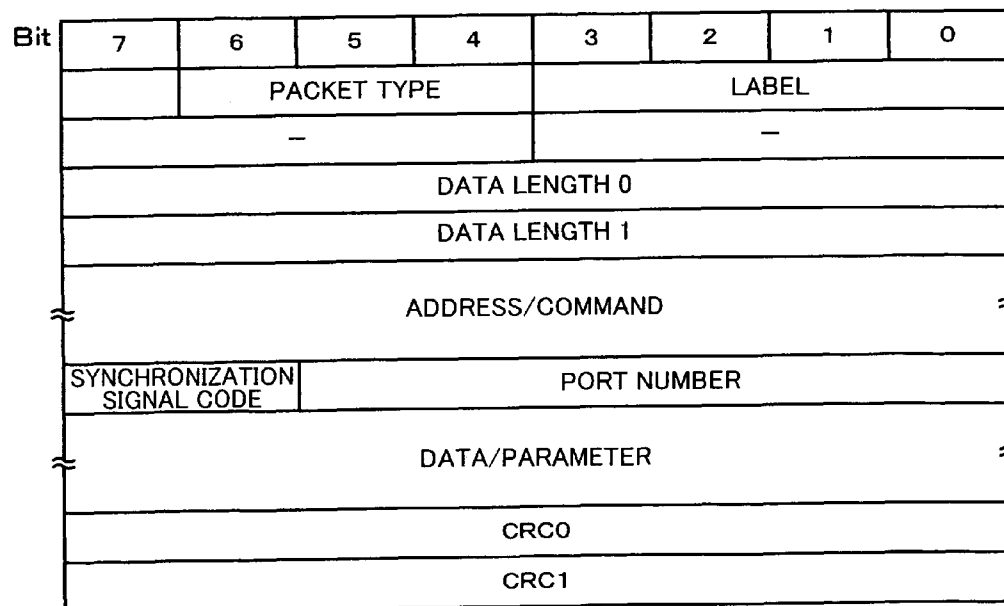 Bit 7 6 5 4 3 2 1 0
PACKET TYPE LABEL
– –
DATA LENGTH 0
DATA LENGTH 1
ADDRESS/COMMAND
SYNCHRONIZATION
SIGNAL CODE
PORT NUMBER
DATA/PARAMETER
CRC0
CRC1